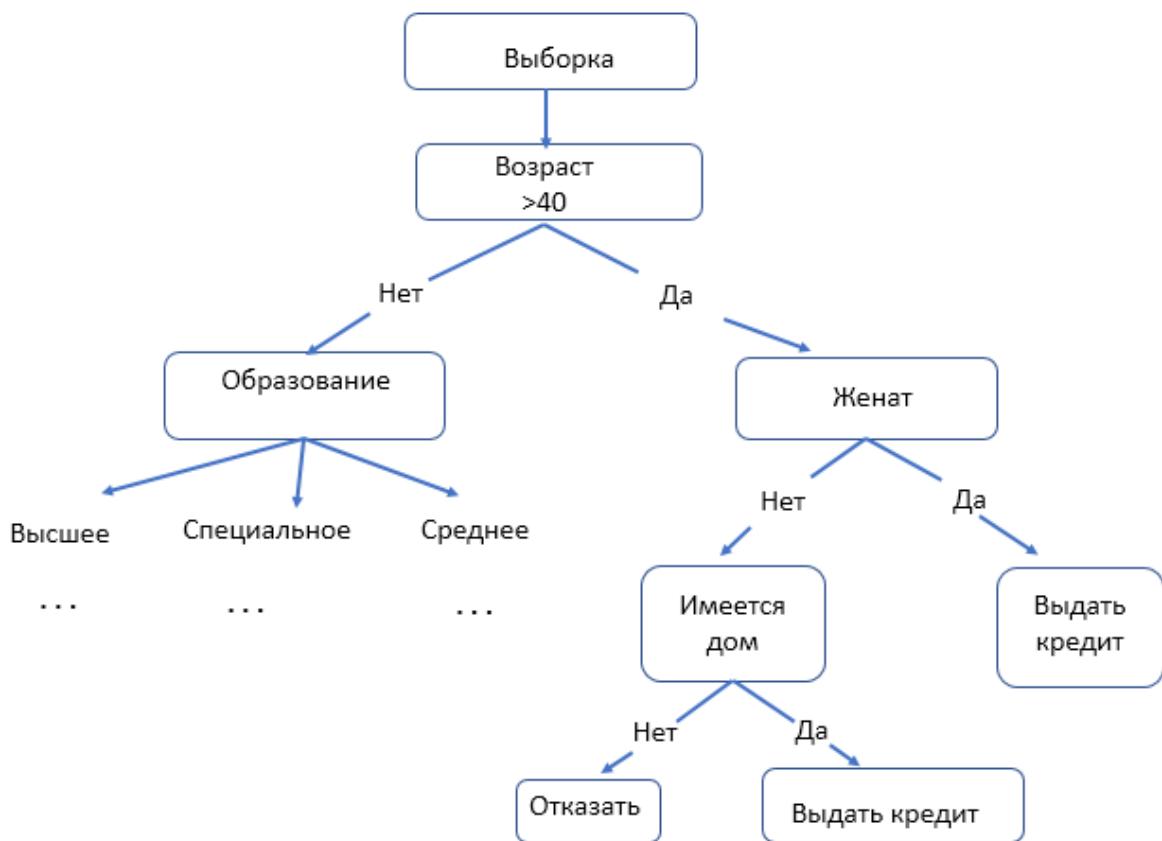 Выборка
Возраст
>40
Нет
Да
Образование
Женат
Высшее
Специальное
Среднее
Нет
Да
...
...
...
Имеется
дом
Выдать
кредит
Нет
Да
Отказать
Выдать кредит